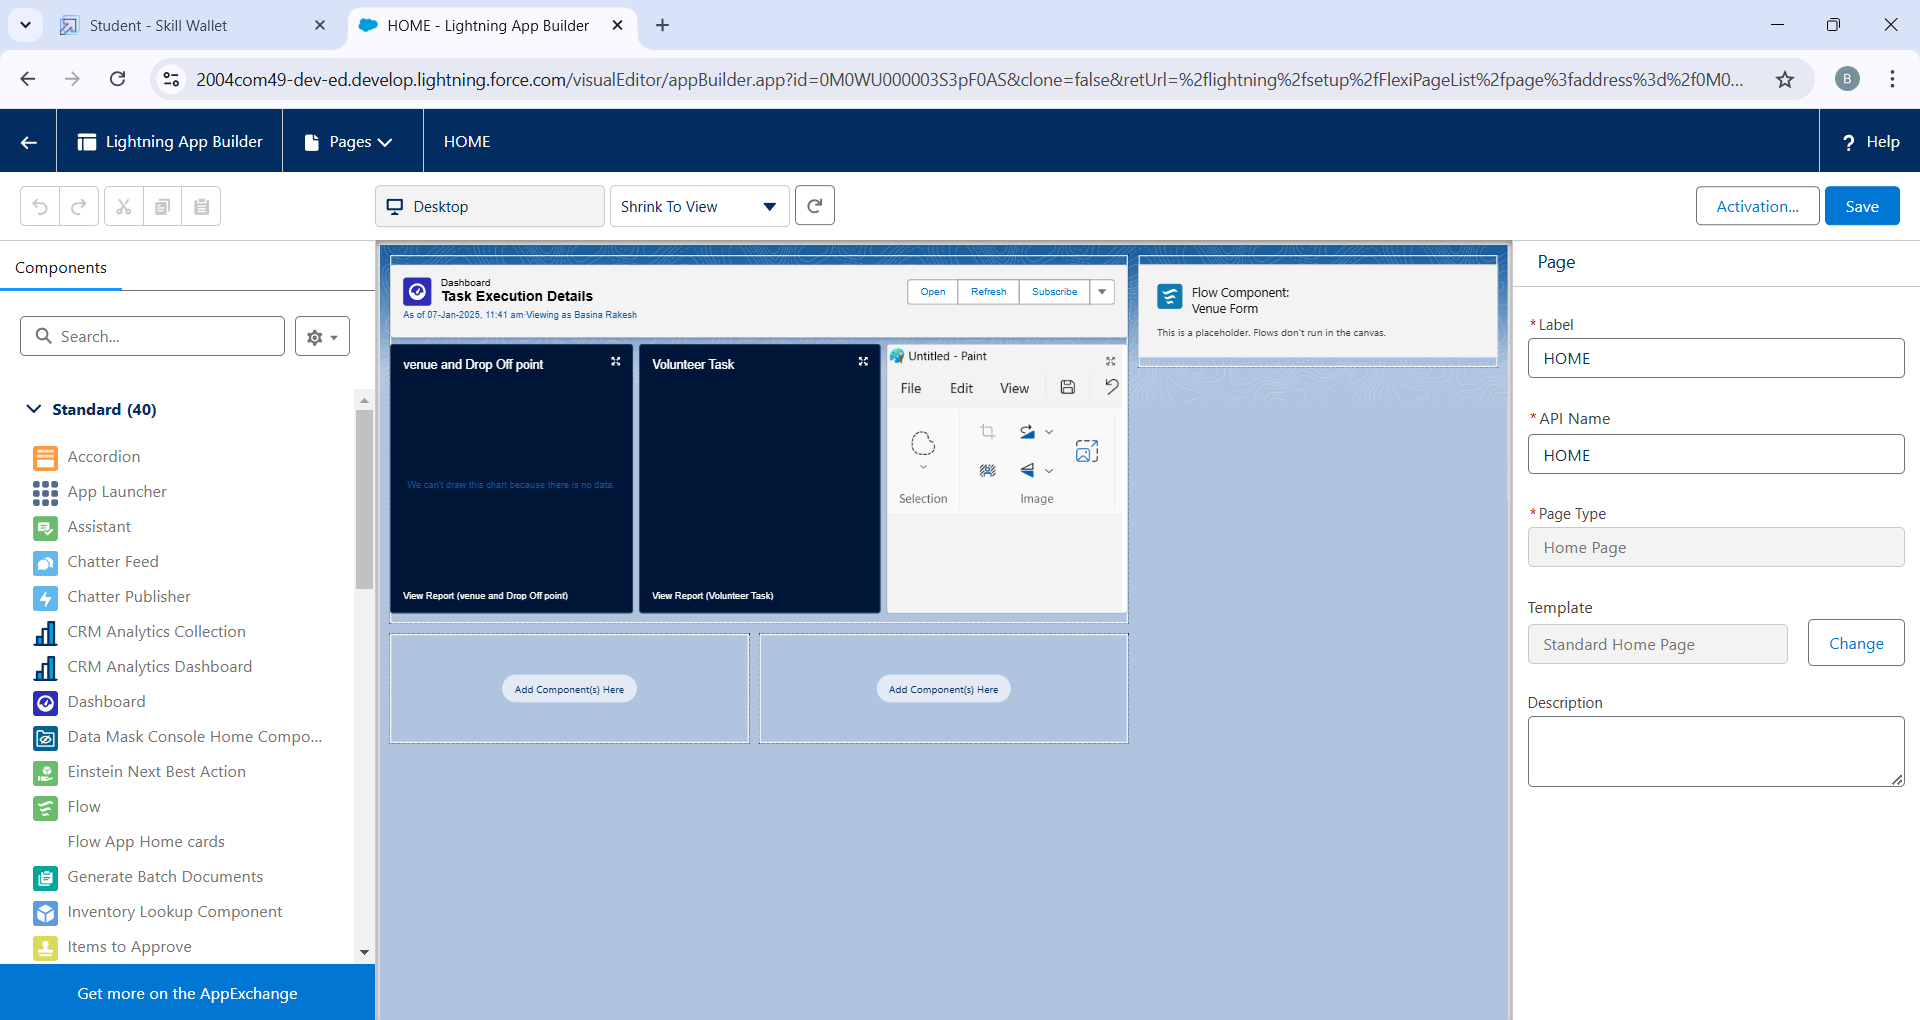 Student - Skill Wallet
HOME - Lightning App Builder
2004com49-dev-ed.develop.lightning.force.com/visualEditor/appBuilder.app?id=0M0WU000003S3pF0AS&clone=false&retUrl=%2flightning%2fsetup%2fFlexiPageList%2fpage%3faddress%3d%2f0M0...
B
Lightning App Builder
Pages
HOME
? Help
Desktop
Shrink To View
Activation...
Save
Components
Search...
Standard (40)
Accordion
App Launcher
Assistant
Chatter Feed
Chatter Publisher
CRM Analytics Collection
CRM Analytics Dashboard
Dashboard
Data Mask Console Home Compo...
Einstein Next Best Action
Flow
Flow App Home cards
Generate Batch Documents
Inventory Lookup Component
Items to Approve
Get more on the AppExchange
Dashboard
Task Execution Details
As of 07-Jan-2025, 11:41 am·Viewing as Basina Rakesh
Open
Refresh
Subscribe
venue and Drop Off point
We can't draw this chart because there is no data.
View Report (venue and Drop Off point)
Volunteer Task
View Report (Volunteer Task)
Untitled - Paint
File
Edit
View
Selection
Image
Flow Component:
Venue Form
This is a placeholder. Flows don't run in the canvas.
Add Component(s) Here
Add Component(s) Here
Page
* Label
HOME
* API Name
HOME
* Page Type
Home Page
Template
Standard Home Page
Change
Description